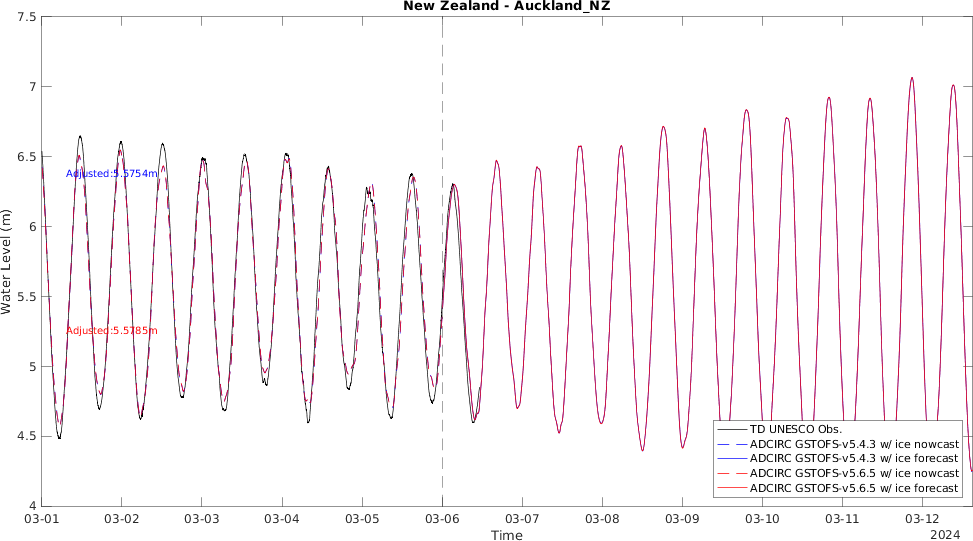 New Zealand - Auckland_NZ
7.5
7
6.5
6
5.5
5
4.5
4
Water Level (m)
Adjusted:5.5754m
Adjusted:5.5785m
TD UNESCO Obs.
ADCIRC GSTOFS-v5.4.3 w/ ice nowcast
ADCIRC GSTOFS-v5.4.3 w/ ice forecast
ADCIRC GSTOFS-v5.6.5 w/ ice nowcast
ADCIRC GSTOFS-v5.6.5 w/ ice forecast
03-01 03-02 03-03 03-04 03-05 03-06 03-07 03-08 03-09 03-10 03-11 03-12
Time
2024